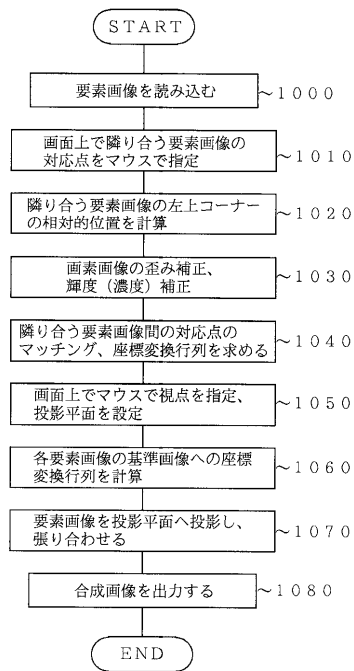 START
要素画像を読み込む
~1000
画面上で隣り合う要素画像の
対応点をマウスで指定
~1010
隣り合う要素画像の左上コーナー
の相対的位置を計算
~1020
画素画像の歪み補正、
輝度（濃度）補正
~1030
隣り合う要素画像間の対応点の
マッチング、座標変換行列を求める
~1040
画面上でマウスで視点を指定、
投影平面を設定
~1050
各要素画像の基準画像への座標
変換行列を計算
~1060
要素画像を投影平面へ投影し、
張り合わせる
~1070
合成画像を出力する
~1080
END